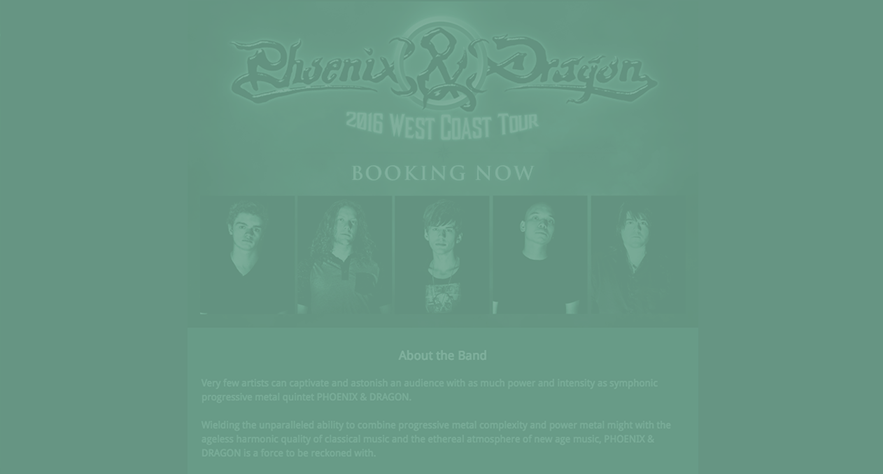 Phoenix & Dragon
2016 WEST COAST TOUR
BOOKING NOW
About the Band
Very few artists can captivate and astonish an audience with as much power and intensity as symphonic
progressive metal quintet PHOENIX & DRAGON.
Wielding the unparalleled ability to combine progressive metal complexity and power metal might with the
ageless harmonic quality of classical music and the ethereal atmosphere of new age music, PHOENIX &
DRAGON is a force to be reckoned with.